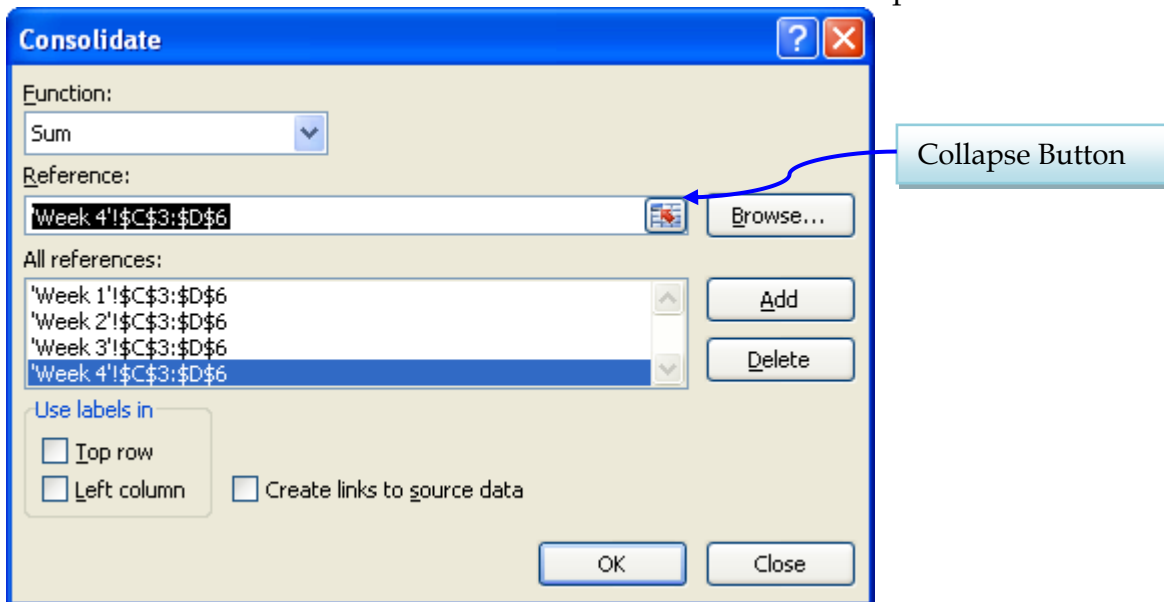 Consolidate
Function:
Sum
Collapse Button
Reference:
'Week 4'!$C$3:$D$6
Browse...
All references:
'Week 1'!$C$3:$D$6
'Week 2'!$C$3:$D$6
'Week 3'!$C$3:$D$6
'Week 4'!$C$3:$D$6
Add
Delete
Use labels in
Top row
Left column
Create links to source data
OK
Close